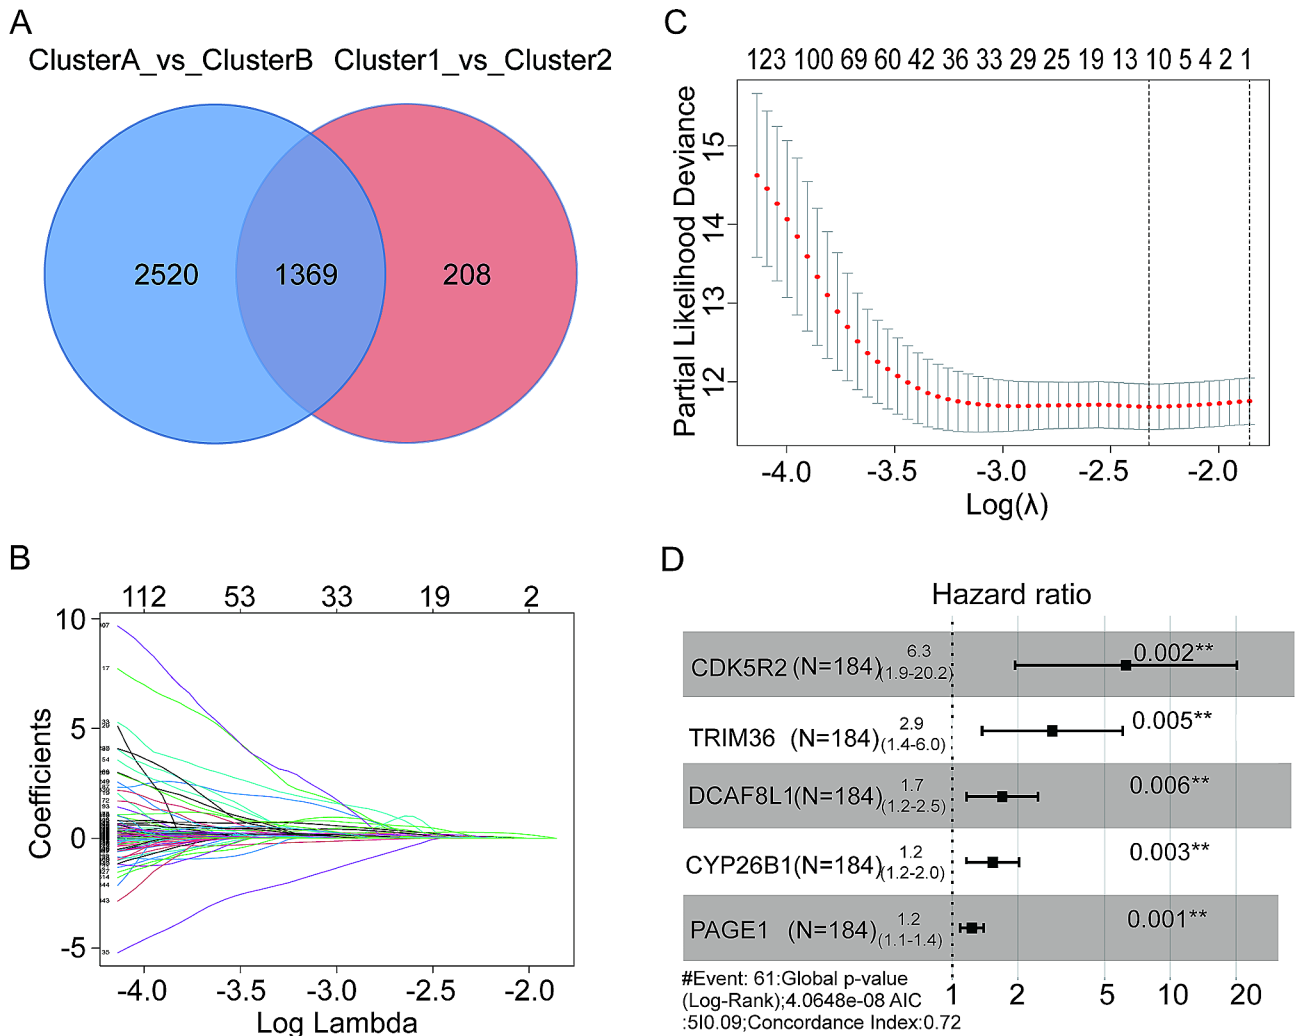 A
ClusterA_vs_ClusterB Cluster1_vs_Cluster2
2520 1369 208
C
123 100 69 60 42 36 33 29 25 19 13 10 5 4 2 1
Partial Likelihood Deviance
15
14
13
12
-4.0 -3.5 -3.0 -2.5 -2.0
Log(λ)
B
112 53 33 19 2
Coefficients
10
5
0
-5
-4.0 -3.5 -3.0 -2.5 -2.0
Log Lambda
D
Hazard ratio
CDK5R2 (N=184) 6.3 (1.9-20.2) 0.002**
TRIM36 (N=184) 2.9 (1.4-6.0) 0.005**
DCAF8L1 (N=184) 1.7 (1.2-2.5) 0.006**
CYP26B1 (N=184) 1.2 (1.2-2.0) 0.003**
PAGE1 (N=184) 1.2 (1.1-1.4) 0.001**
#Event: 61:Global p-value
(Log-Rank);4.0648e-08 AIC
:5I0.09;Concordance Index:0.72
1 2 5 10 20